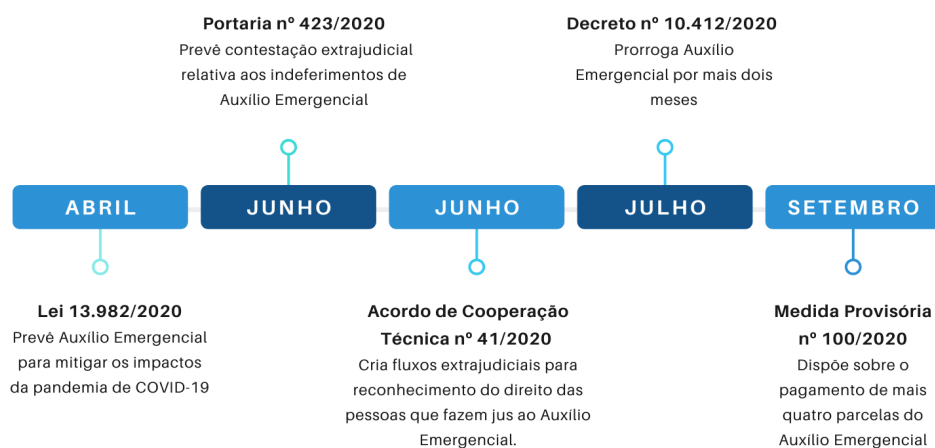 Portaria nº 423/2020
Prevê contestação extrajudicial
relativa aos indeferimentos de
Auxílio Emergencial
Decreto nº 10.412/2020
Prorroga Auxílio
Emergencial por mais dois
meses
ABRIL
JUNHO
JUNHO
JULHO
SETEMBRO
Lei 13.982/2020
Prevê Auxílio Emergencial
para mitigar os impactos
da pandemia de COVID-19
Acordo de Cooperação
Técnica nº 41/2020
Cria fluxos extrajudiciais para
reconhecimento do direito das
pessoas que fazem jus ao Auxílio
Emergencial.
Medida Provisória
nº 100/2020
Dispõe sobre o
pagamento de mais
quatro parcelas do
Auxílio Emergencial